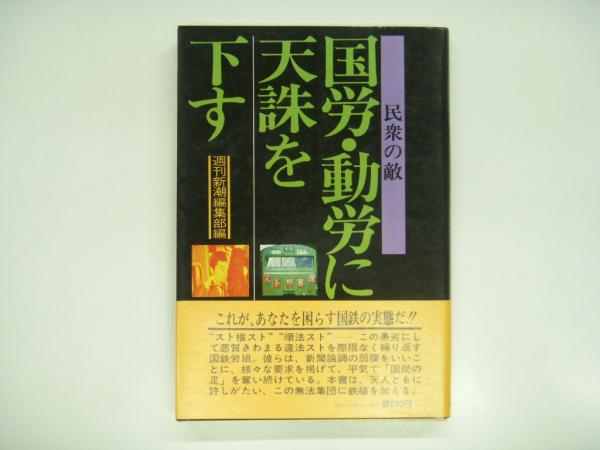 民衆の敵
国労・動労に
天誅を
下す
週刊新潮編集部編
これが、あなたを困らす国鉄の実態だ!!
“スト権スト”“順法スト”――この愚劣にし
て悪質きわまる違法ストを際限なく繰り返す
国鉄労組。彼らは、新聞論調の弱腰をいいこ
とに、様々な要求を掲げて、平気で「国民の
足」を奪い続けている。本書は、天人ともに
許しがたい、この無法集団に鉄槌を加える。